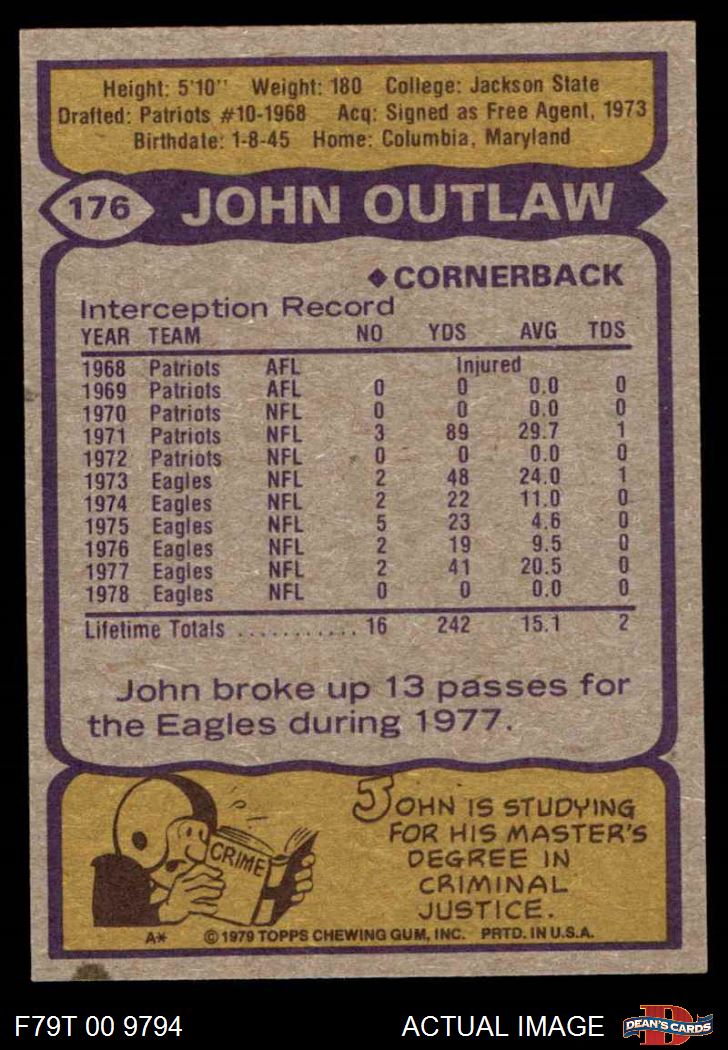 Height: 5'10" Weight: 180 College: Jackson State
Drafted: Patriots #10-1968 Acq: Signed as Free Agent, 1973
Birthdate: 1-8-45 Home: Columbia, Maryland
176 JOHN OUTLAW
◆ CORNERBACK
Interception Record
YEAR TEAM NO YDS AVG TDS
1968 Patriots AFL Injured
1969 Patriots AFL 0 0 0.0 0
1970 Patriots NFL 0 0 0.0 0
1971 Patriots NFL 3 89 29.7 1
1972 Patriots NFL 0 0 0.0 0
1973 Eagles NFL 2 48 24.0 1
1974 Eagles NFL 2 22 11.0 0
1975 Eagles NFL 5 23 4.6 0
1976 Eagles NFL 2 19 9.5 0
1977 Eagles NFL 2 41 20.5 0
1978 Eagles NFL 0 0 0.0 0
Lifetime Totals ............ 16 242 15.1 2
John broke up 13 passes for
the Eagles during 1977.
JOHN IS STUDYING
FOR HIS MASTER'S
DEGREE IN
CRIMINAL
JUSTICE.
CRIME
A* © 1979 TOPPS CHEWING GUM, INC. PRTD. IN U.S.A.
F79T 00 9794 ACTUAL IMAGE D DEAN'S CARDS